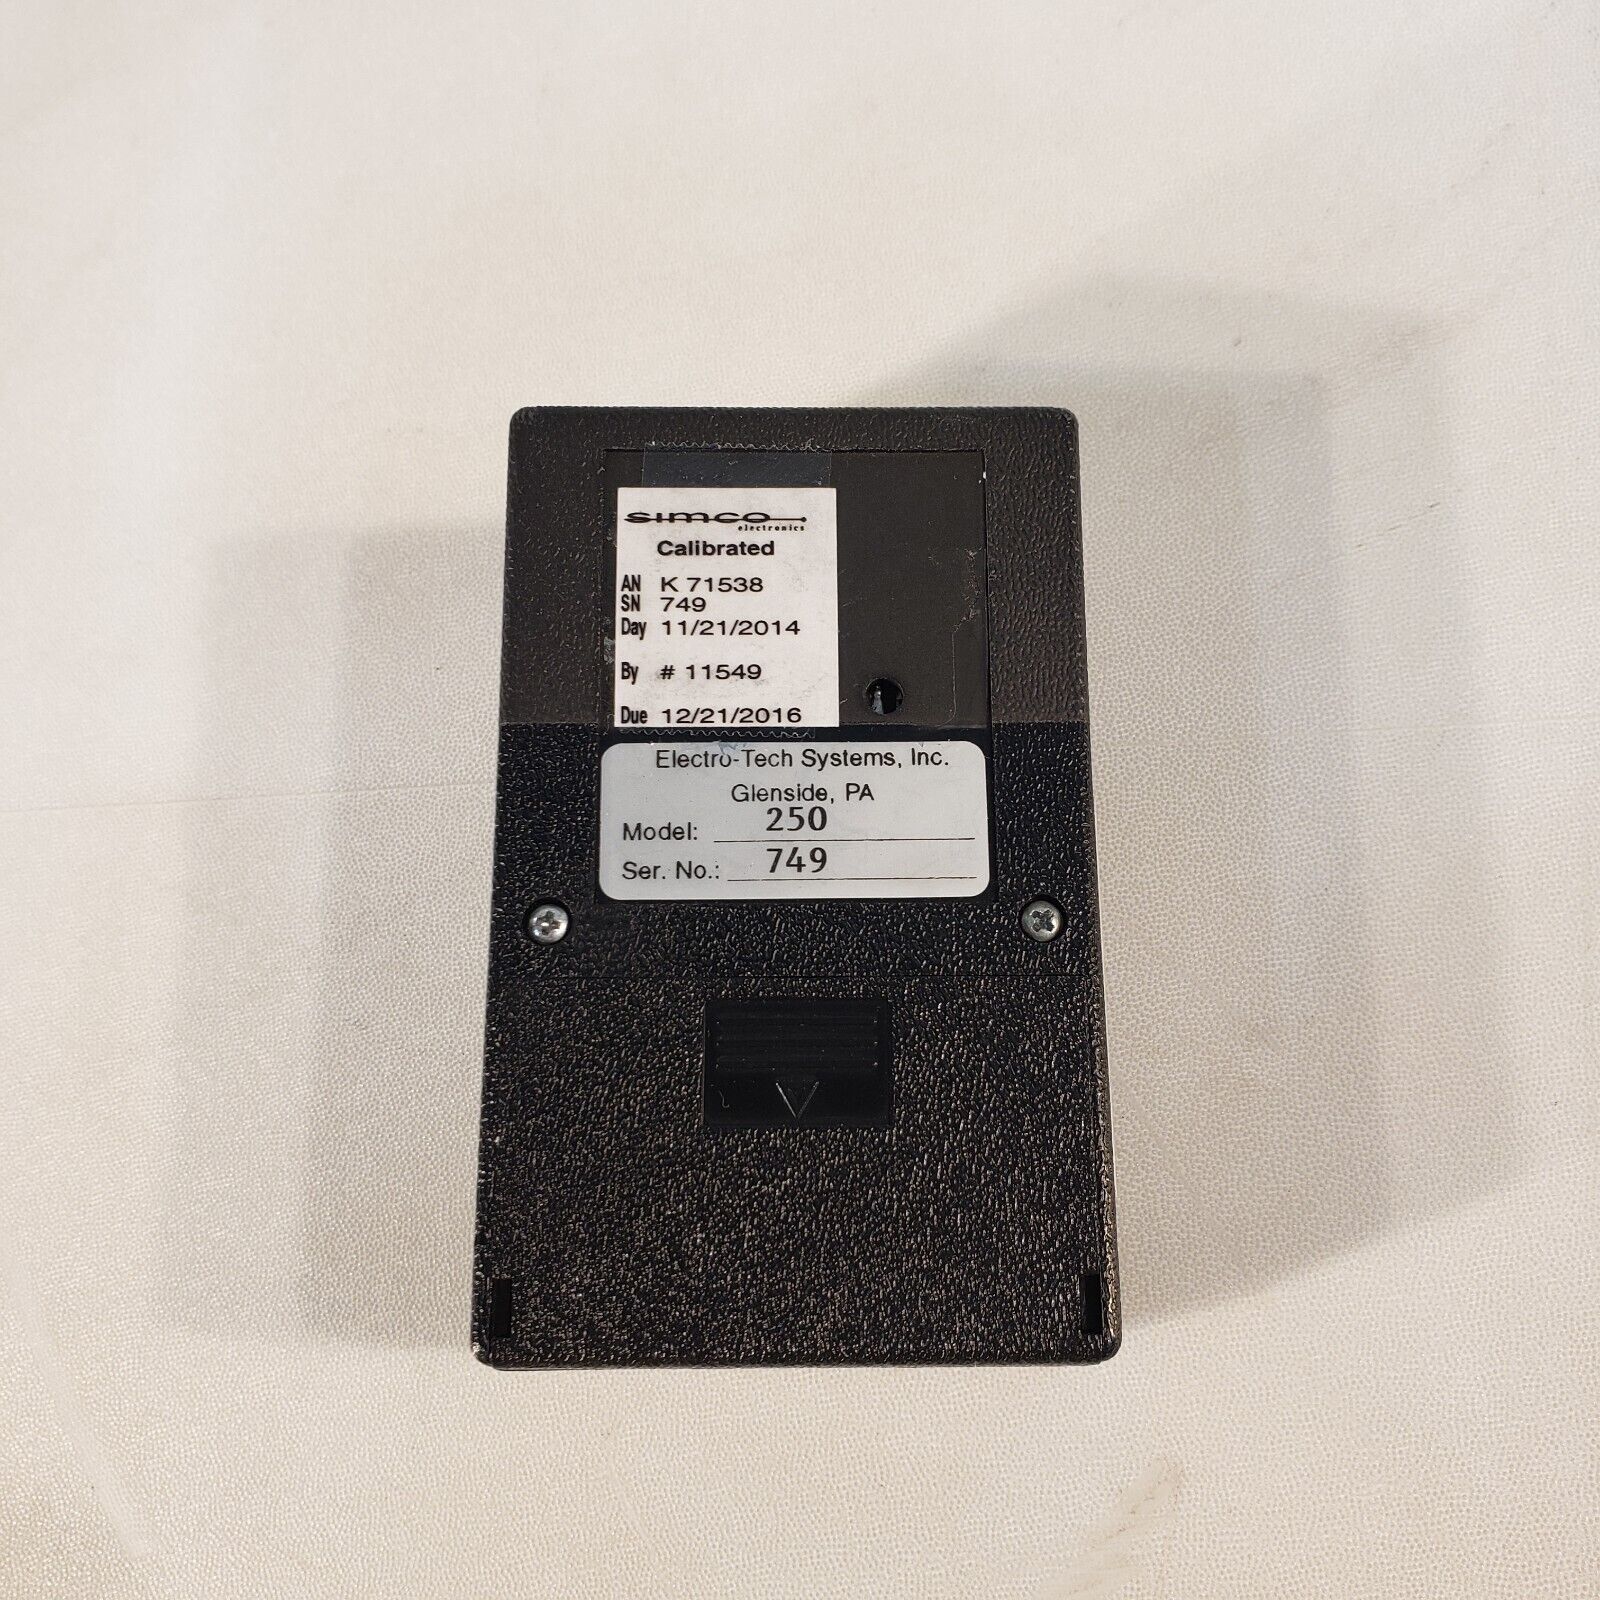 simco
electronics
Calibrated
AN K 71538
SN 749
Day 11/21/2014
By # 11549
Due 12/21/2016
Electro-Tech Systems, Inc.
Glenside, PA
Model: 250
Ser. No.: 749